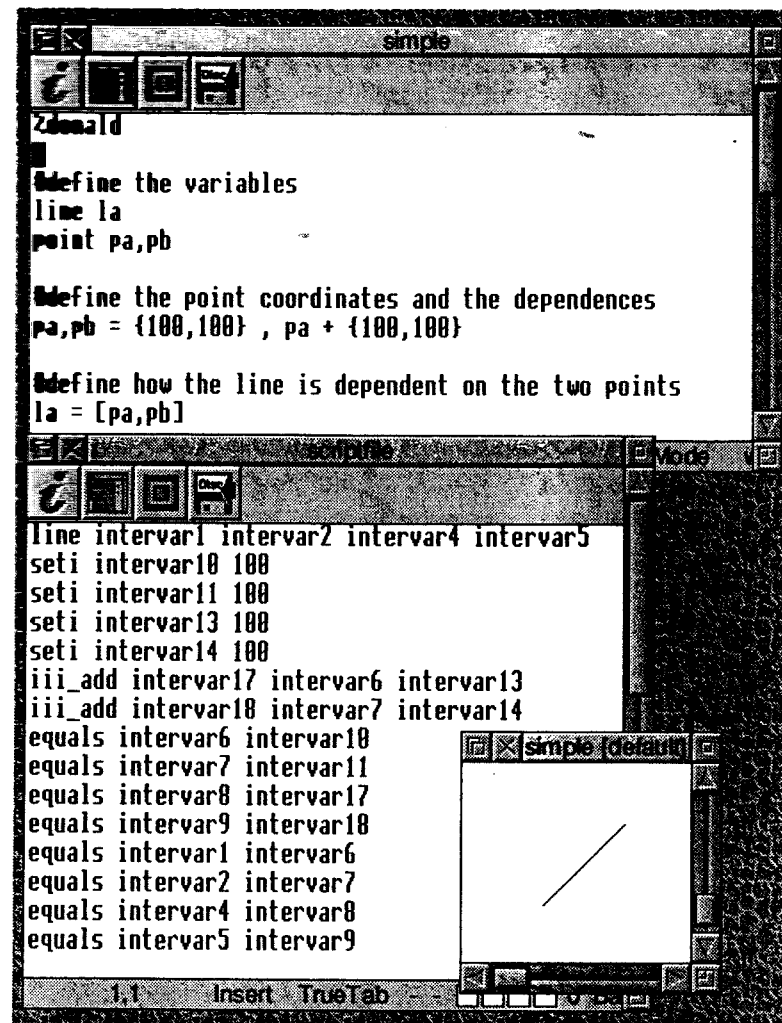 simple
%donald
#define the variables
line la
point pa,pb
#define the point coordinates and the dependences
pa,pb = {100,100} , pa + {100,100}
#define how the line is dependent on the two points
la = [pa,pb]
scriptfile
Mode
line intervar1 intervar2 intervar4 intervar5
seti intervar10 100
seti intervar11 100
seti intervar13 100
seti intervar14 100
iii_add intervar17 intervar6 intervar13
iii_add intervar18 intervar7 intervar14
equals intervar6 intervar10
equals intervar7 intervar11
equals intervar8 intervar17
equals intervar9 intervar18
equals intervar1 intervar6
equals intervar2 intervar7
equals intervar4 intervar8
equals intervar5 intervar9
simple [default]
1,1 Insert TrueTab - -